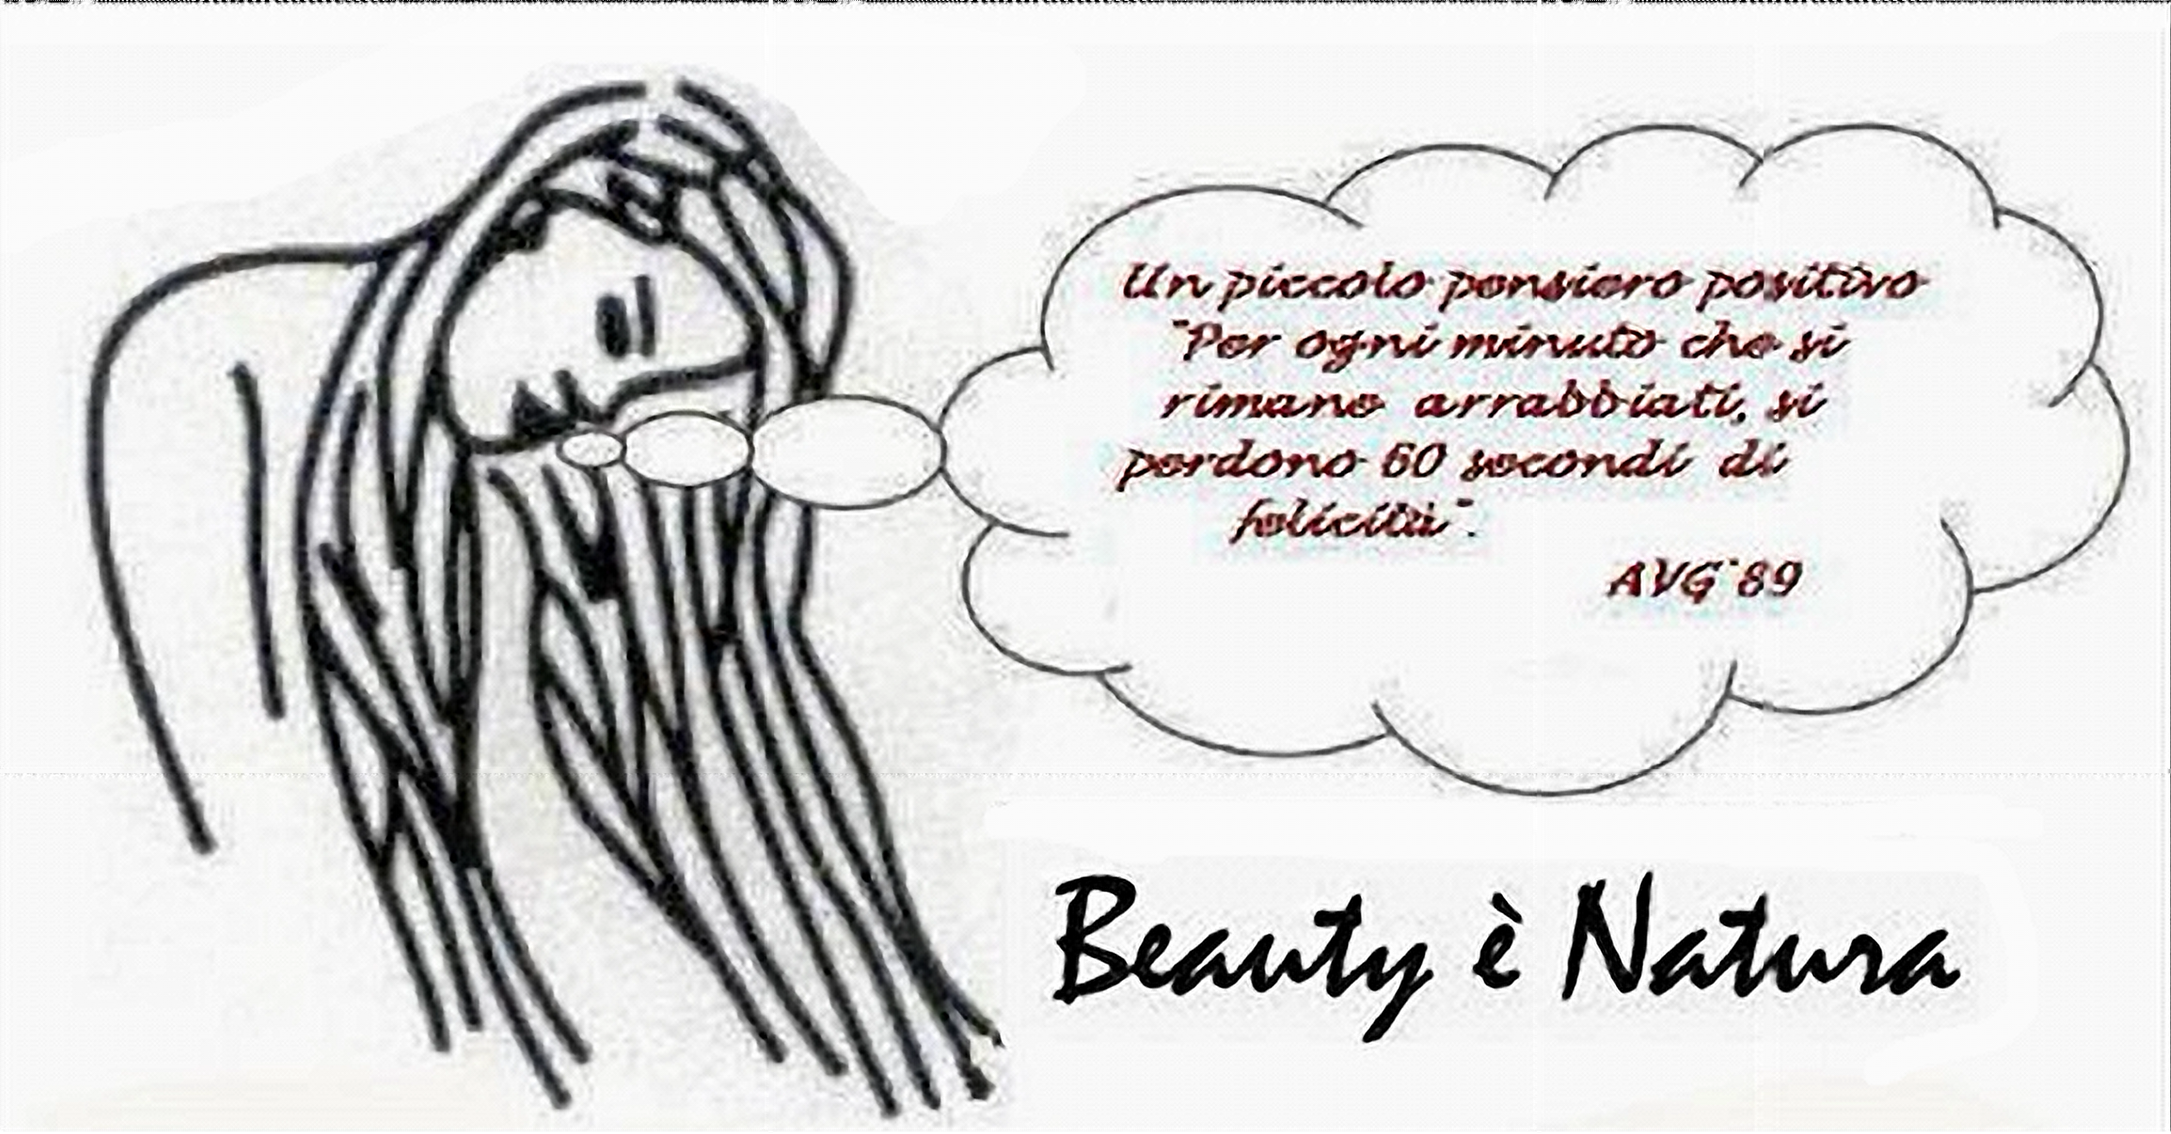 Un piccolo pensiero positivo
"Per ogni minuto che si
rimane arrabbiati, si
perdono 60 secondi di
felicità".
AVG'89
Beauty è Natura